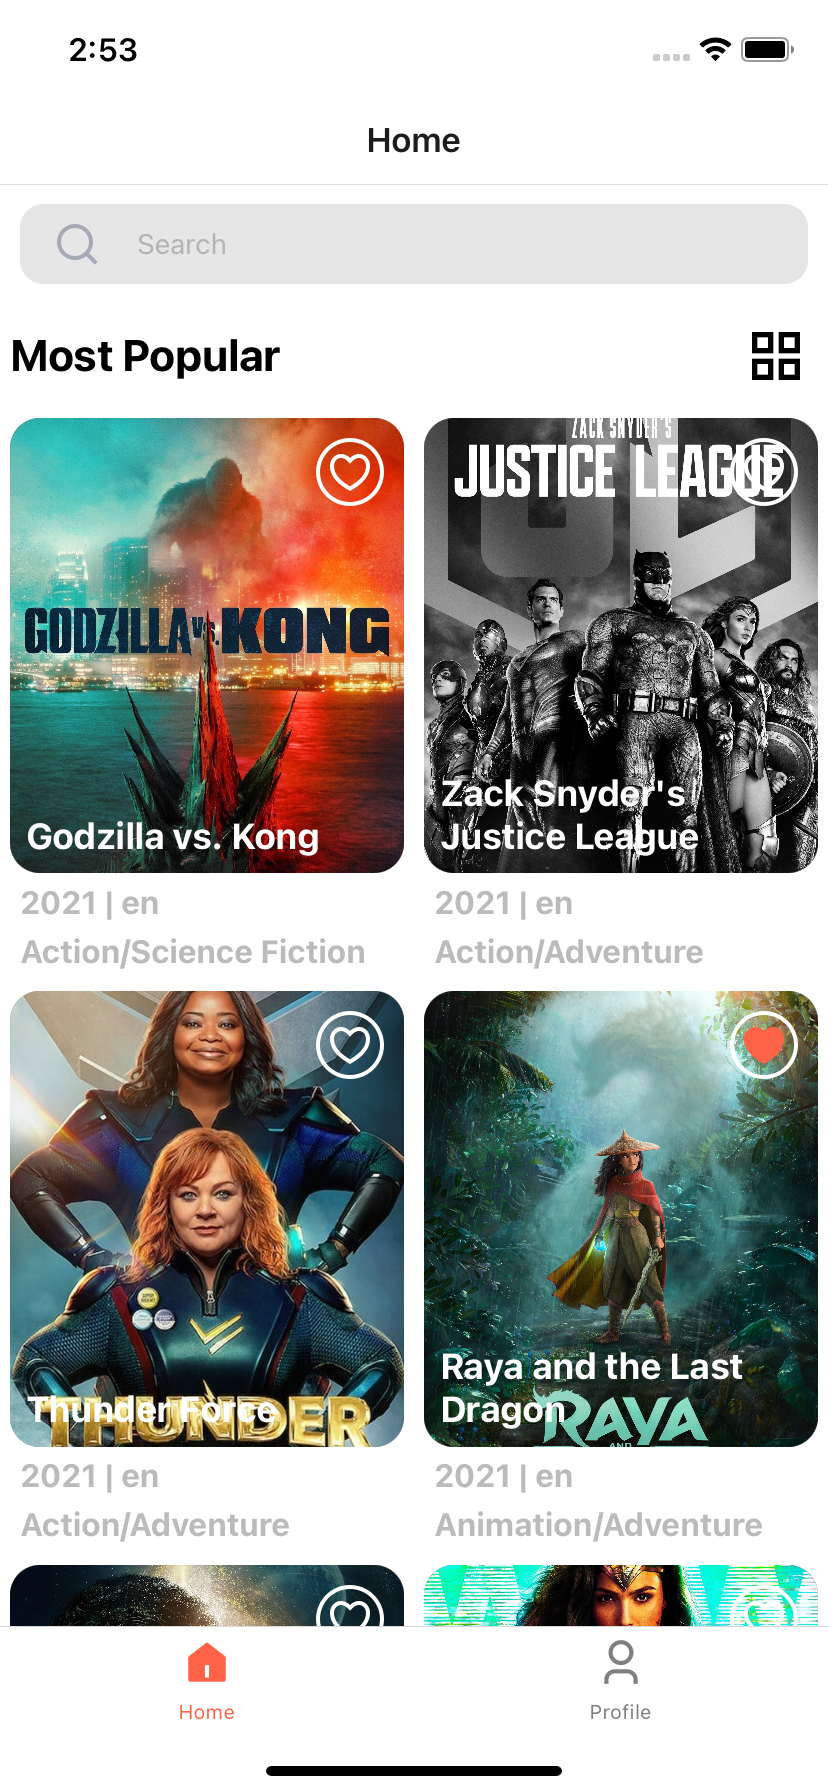 2:53
Home
Search
Most Popular
GODZILLA vs. KONG
Godzilla vs. Kong
2021 | en
Action/Science Fiction
ZACK SNYDER'S
JUSTICE LEAGUE
Zack Snyder's
Justice League
2021 | en
Action/Adventure
THUNDER
Thunder Force
2021 | en
Action/Adventure
Raya and the Last
Dragon
RAYA
AND
2021 | en
Animation/Adventure
Home
Profile